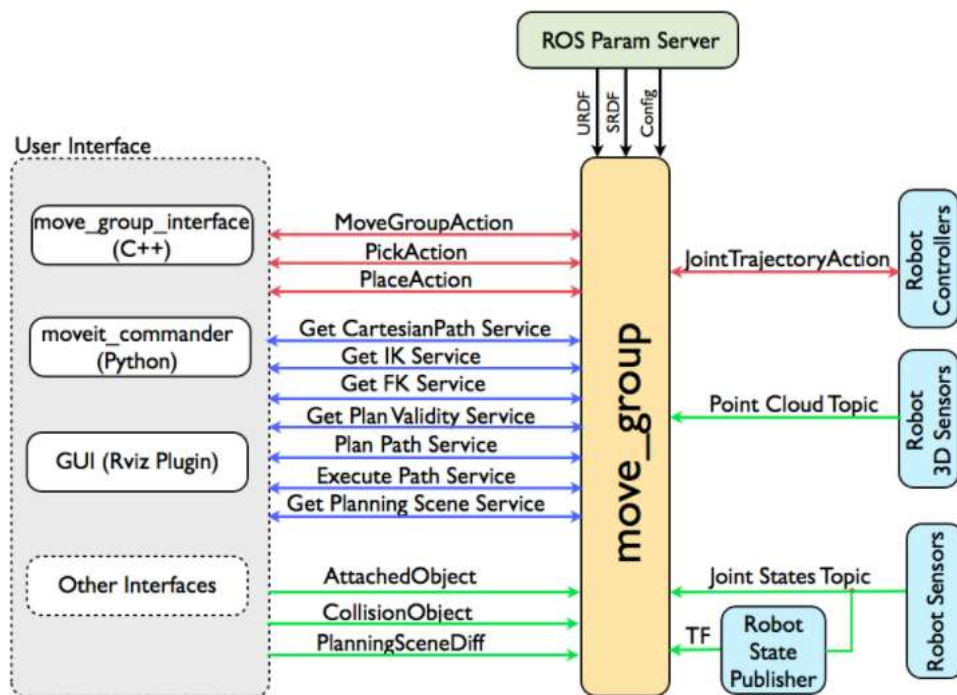 ROS Param Server
URDF
SRDF
Config
User Interface
move_group_interface
(C++)
moveit_commander
(Python)
GUI (Rviz Plugin)
Other Interfaces
MoveGroupAction
PickAction
PlaceAction
Get CartesianPath Service
Get IK Service
Get FK Service
Get Plan Validity Service
Plan Path Service
Execute Path Service
Get Planning Scene Service
AttachedObject
CollisionObject
PlanningSceneDiff
move_group
JointTrajectoryAction
Point Cloud Topic
Joint States Topic
TF
Robot
State
Publisher
Robot
Controllers
Robot
3D Sensors
Robot Sensors